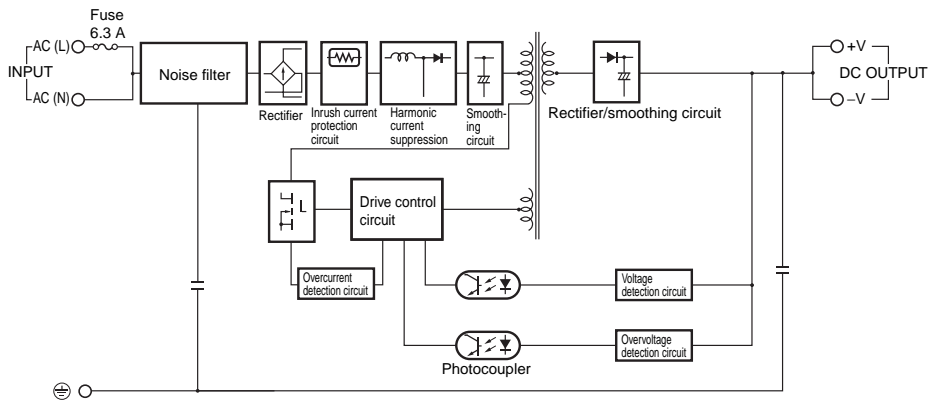 Fuse
6.3 A
AC (L)
INPUT
AC (N)
Noise filter
Rectifier
Inrush current
protection
circuit
Harmonic
current
suppression
Smooth-
ing
circuit
Rectifier/smoothing circuit
+V
DC OUTPUT
–V
Drive control
circuit
Overcurrent
detection circuit
Voltage
detection circuit
Overvoltage
detection circuit
Photocoupler